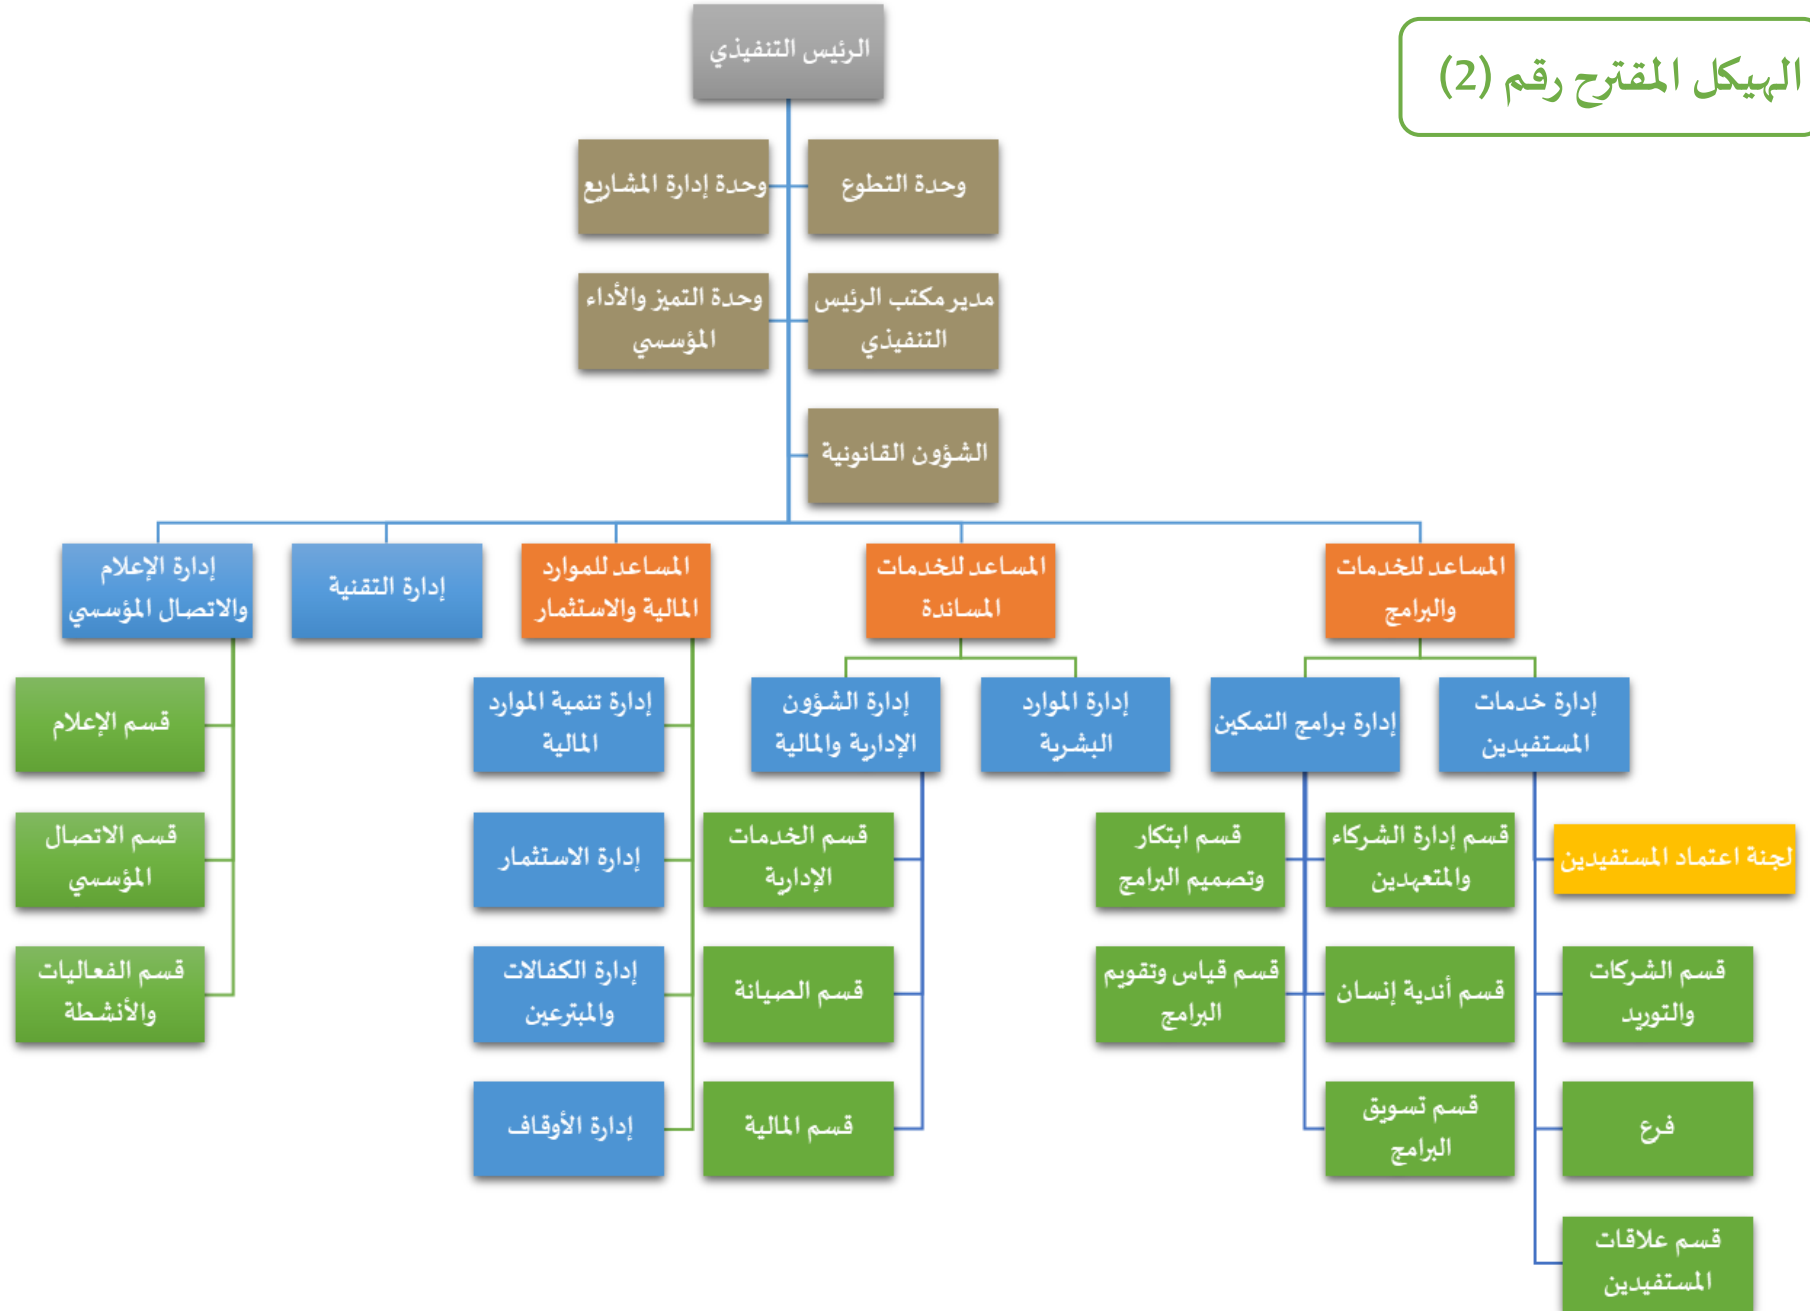 الهيكل المقترح رقم (2)
الرئيس التنفيذي
وحدة التطوع
وحدة إدارة المشاريع
مدير مكتب الرئيس
التنفيذي
وحدة التميز والأداء
المؤسسي
الشؤون القانونية
المساعد للخدمات
والبرامج
المساعد للخدمات
المساندة
المساعد للموارد
المالية والاستثمار
إدارة التقنية
إدارة الإعلام
والاتصال المؤسسي
إدارة خدمات
المستفيدين
إدارة برامج التمكين
إدارة الموارد
البشرية
إدارة الشؤون
الإدارية والمالية
إدارة تنمية الموارد
المالية
قسم الإعلام
لجنة اعتماد المستفيدين
قسم إدارة الشركاء
والمتعهدين
قسم ابتكار
وتصميم البرامج
قسم الخدمات
الإدارية
إدارة الاستثمار
قسم الاتصال
المؤسسي
قسم الشركات
والتوريد
قسم أندية إنسان
قسم قياس وتقويم
البرامج
قسم الصيانة
إدارة الكفالات
والمبترعين
قسم الفعاليات
والأنشطة
فرع
قسم تسويق
البرامج
قسم المالية
إدارة الأوقاف
قسم علاقات
المستفيدين